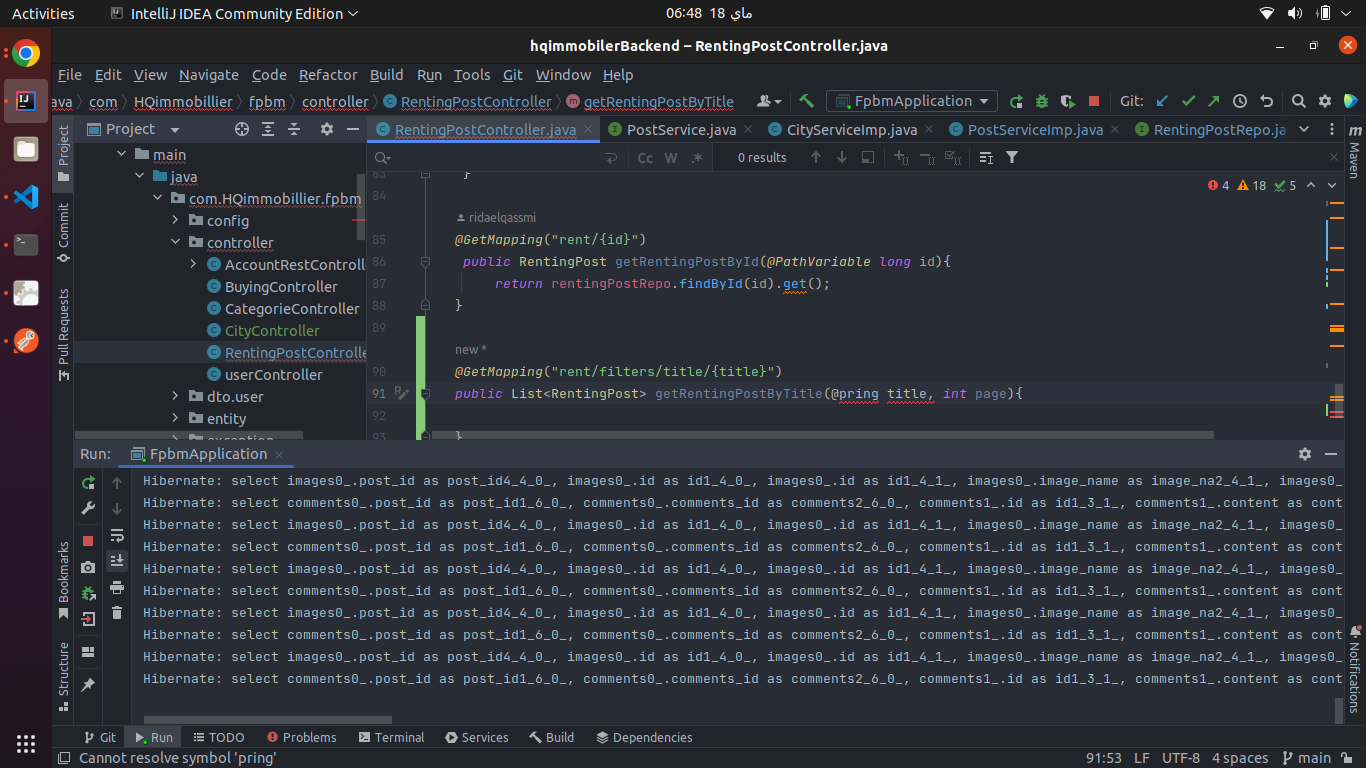 Activities IntelliJ IDEA Community Edition 06:48 18 ماي
hqimmobilerBackend – RentingPostController.java
File Edit View Navigate Code Refactor Build Run Tools Git Window Help
ava com HQimmobillier fpbm controller RentingPostController getRentingPostByTitle FpbmApplication Git:
Project RentingPostController.java PostService.java CityServiceImp.java PostServiceImp.java RentingPostRepo.ja
Project
Commit
Pull Requests
Bookmarks
Structure
Maven
Notifications
main
java
com.HQimmobillier.fpbm
config
controller
AccountRestControll
BuyingController
CategorieController
CityController
RentingPostControlle
userController
dto.user
entity
exception
Cc W .* 0 results
4 18 5
83 }
84
ridaelqassmi
85 @GetMapping("rent/{id}")
86 public RentingPost getRentingPostById(@PathVariable long id){
87 return rentingPostRepo.findById(id).get();
88 }
89
new *
90 @GetMapping("rent/filters/title/{title}")
91 public List<RentingPost> getRentingPostByTitle(@pring title, int page){
92
93 }
Run: FpbmApplication
Hibernate: select images0_.post_id as post_id4_4_0_, images0_.id as id1_4_0_, images0_.id as id1_4_1_, images0_.image_name as image_na2_4_1_, images0_
Hibernate: select comments0_.post_id as post_id1_6_0_, comments0_.comments_id as comments2_6_0_, comments1_.id as id1_3_1_, comments1_.content as cont
Hibernate: select images0_.post_id as post_id4_4_0_, images0_.id as id1_4_0_, images0_.id as id1_4_1_, images0_.image_name as image_na2_4_1_, images0_
Hibernate: select comments0_.post_id as post_id1_6_0_, comments0_.comments_id as comments2_6_0_, comments1_.id as id1_3_1_, comments1_.content as cont
Hibernate: select images0_.post_id as post_id4_4_0_, images0_.id as id1_4_0_, images0_.id as id1_4_1_, images0_.image_name as image_na2_4_1_, images0_
Hibernate: select comments0_.post_id as post_id1_6_0_, comments0_.comments_id as comments2_6_0_, comments1_.id as id1_3_1_, comments1_.content as cont
Hibernate: select images0_.post_id as post_id4_4_0_, images0_.id as id1_4_0_, images0_.id as id1_4_1_, images0_.image_name as image_na2_4_1_, images0_
Hibernate: select comments0_.post_id as post_id1_6_0_, comments0_.comments_id as comments2_6_0_, comments1_.id as id1_3_1_, comments1_.content as cont
Hibernate: select images0_.post_id as post_id4_4_0_, images0_.id as id1_4_0_, images0_.id as id1_4_1_, images0_.image_name as image_na2_4_1_, images0_
Hibernate: select comments0_.post_id as post_id1_6_0_, comments0_.comments_id as comments2_6_0_, comments1_.id as id1_3_1_, comments1_.content as cont
Git Run TODO Problems Terminal Services Build Dependencies
Cannot resolve symbol 'pring' 91:53 LF UTF-8 4 spaces main